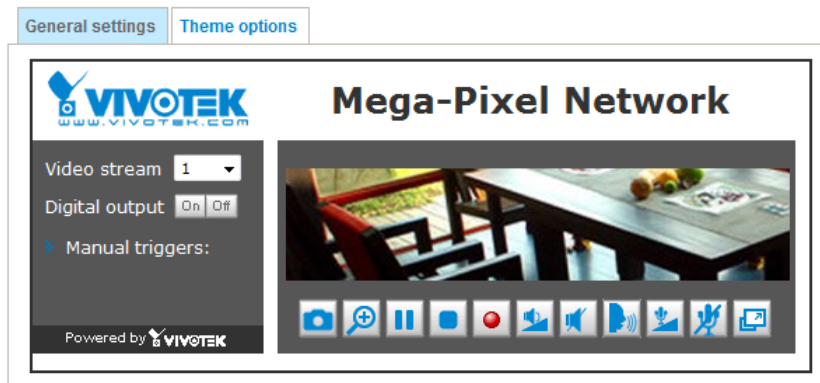 General settings
Theme options
VIVOTEK
www.vivotek.com
Mega-Pixel Network
Video stream 1
Digital output On Off
Manual triggers:
Powered by VIVOTEK